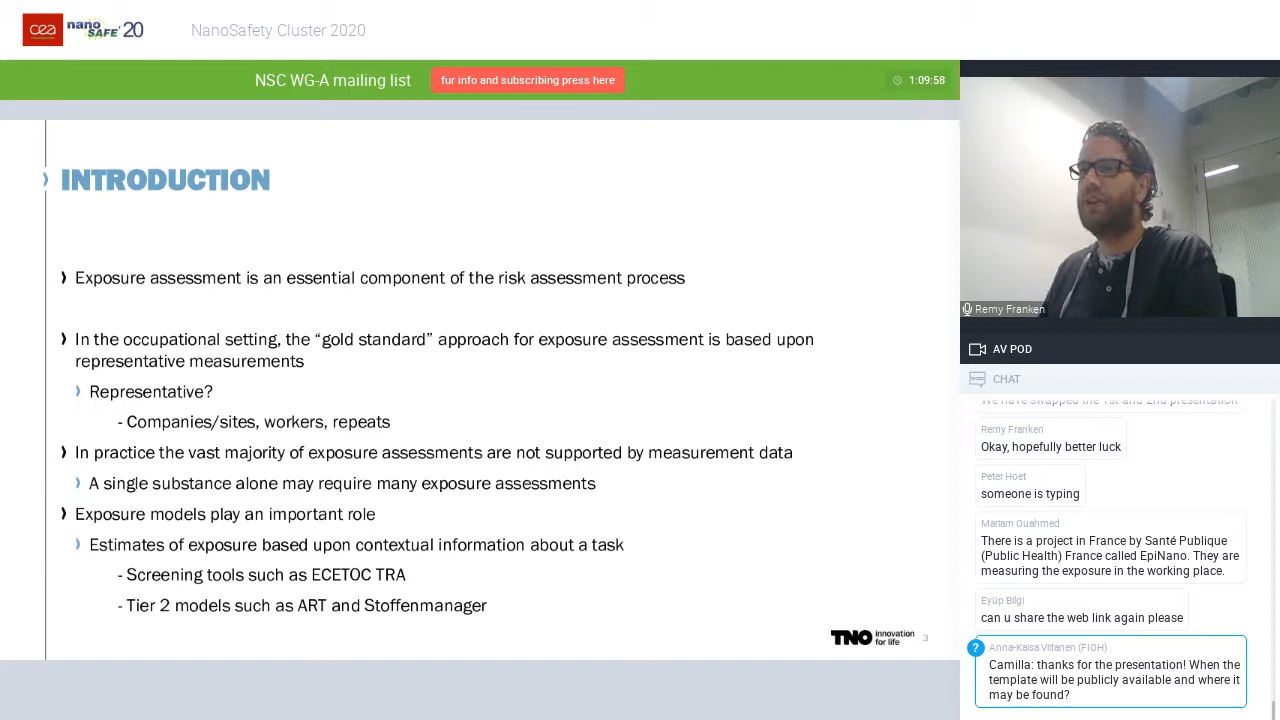 cea nano SAFE'20
NanoSafety Cluster 2020
NSC WG-A mailing list
fur info and subscribing press here
1:09:58
INTRODUCTION
Exposure assessment is an essential component of the risk assessment process
In the occupational setting, the “gold standard” approach for exposure assessment is based upon
representative measurements
Representative?
- Companies/sites, workers, repeats
In practice the vast majority of exposure assessments are not supported by measurement data
A single substance alone may require many exposure assessments
Exposure models play an important role
Estimates of exposure based upon contextual information about a task
- Screening tools such as ECETOC TRA
- Tier 2 models such as ART and Stoffenmanager
TNO innovation
for life
3
Remy Franken
AV POD
CHAT
We have swapped the 1st and 2nd presentation
Remy Franken
Okay, hopefully better luck
Peter Hoet
someone is typing
Mariam Ouahmed
There is a project in France by Santé Publique
(Public Health) France called EpiNano. They are
measuring the exposure in the working place.
Eyüp Bilgi
can u share the web link again please
?
Anna-Kaisa Viitanen (FIOH)
Camilla: thanks for the presentation! When the
template will be publicly available and where it
may be found?